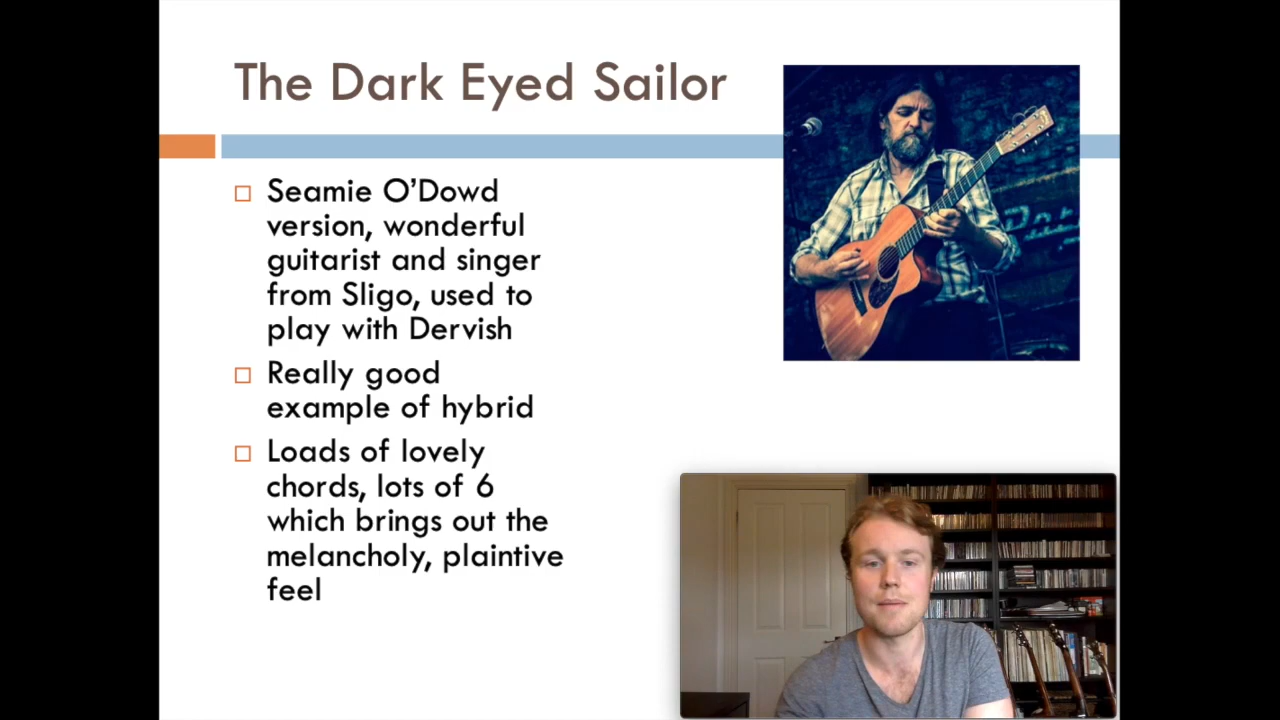 The Dark Eyed Sailor
Seamie O’Dowd
version, wonderful
guitarist and singer
from Sligo, used to
play with Dervish
Really good
example of hybrid
Loads of lovely
chords, lots of 6
which brings out the
melancholy, plaintive
feel